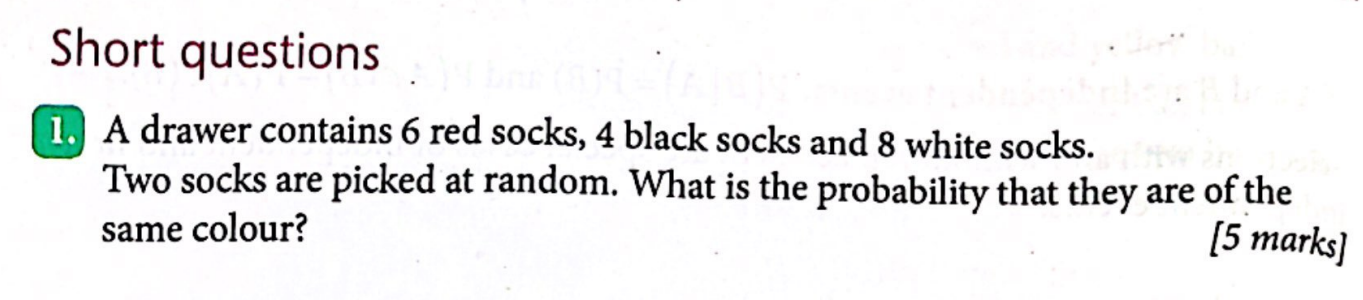 Short questions
1. A drawer contains 6 red socks, 4 black socks and 8 white socks.
Two socks are picked at random. What is the probability that they are of the
same colour?
[5 marks]